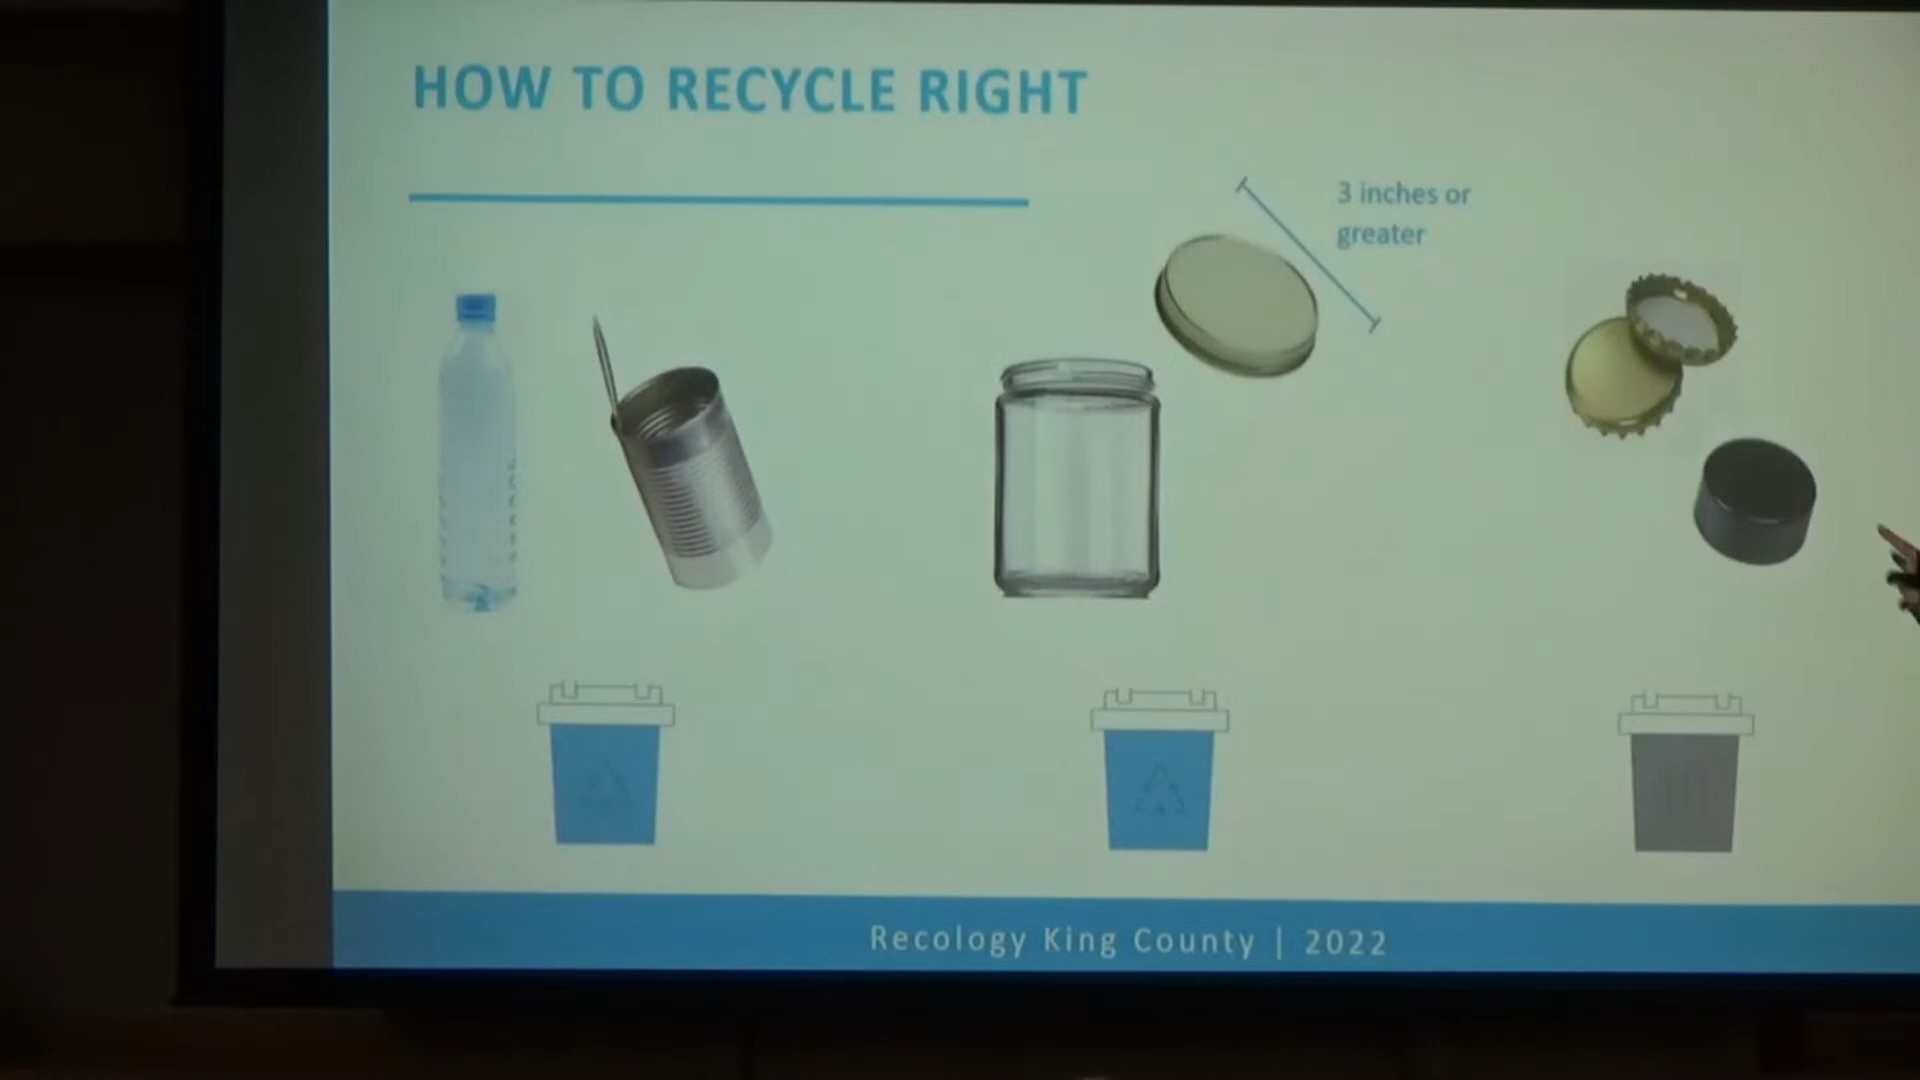 HOW TO RECYCLE RIGHT
3 inches or
greater
Recology King County | 2022